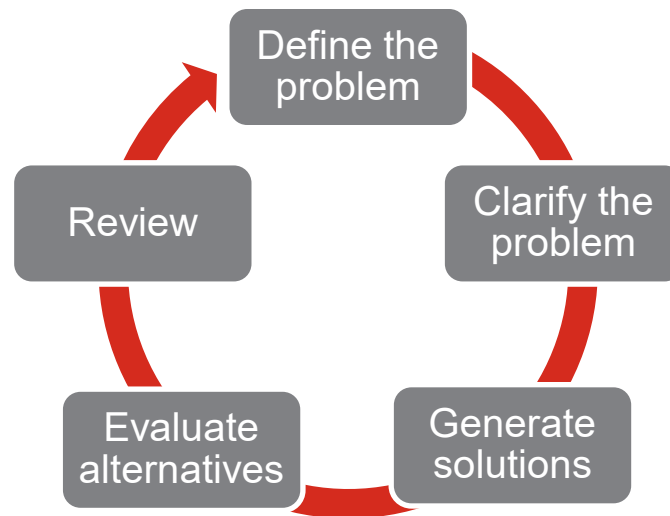 Define the
problem
Clarify the
problem
Generate
solutions
Evaluate
alternatives
Review